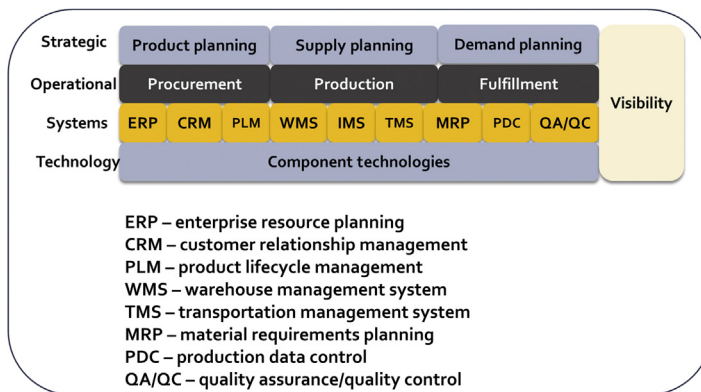 Strategic Product planning Supply planning Demand planning
Operational Procurement Production Fulfillment
Visibility
Systems ERP CRM PLM WMS IMS TMS MRP PDC QA/QC
Technology Component technologies
ERP – enterprise resource planning
CRM – customer relationship management
PLM – product lifecycle management
WMS – warehouse management system
TMS – transportation management system
MRP – material requirements planning
PDC – production data control
QA/QC – quality assurance/quality control